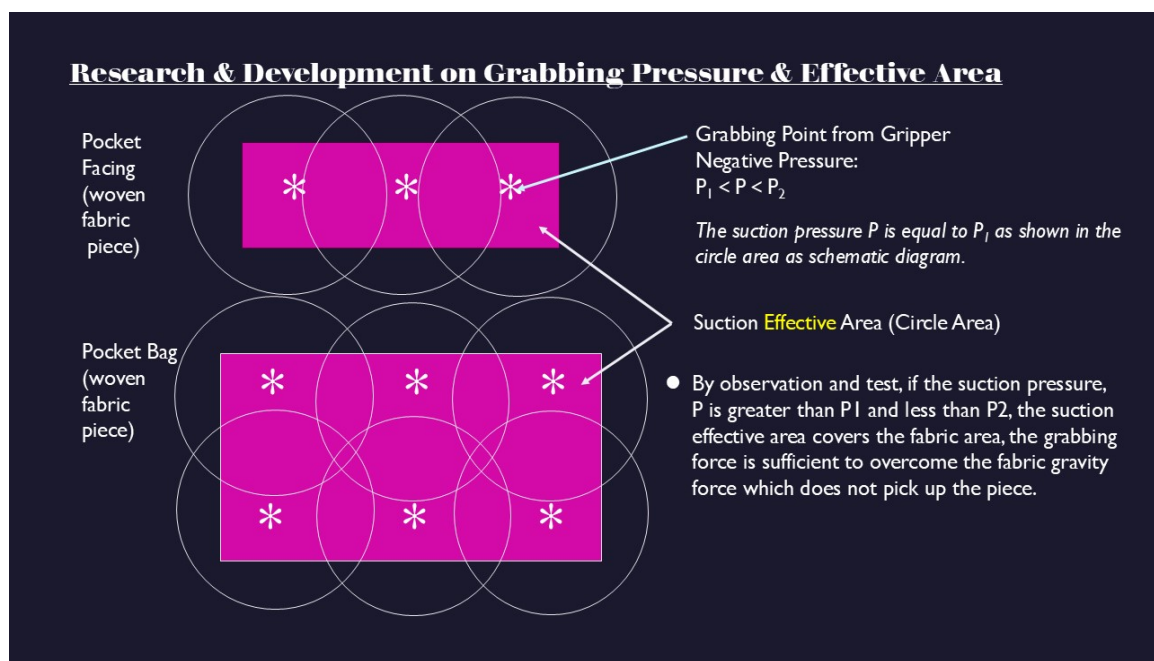 Research & Development on Grabbing Pressure & Effective Area
Pocket
Facing
(woven
fabric
piece)
Grabbing Point from Gripper
Negative Pressure:
P₁ < P < P₂
The suction pressure P is equal to P₁ as shown in the
circle area as schematic diagram.
* * *
Suction Effective Area (Circle Area)
Pocket Bag
(woven
fabric
piece)
* * *
* * *
● By observation and test, if the suction pressure,
P is greater than P1 and less than P2, the suction
effective area covers the fabric area, the grabbing
force is sufficient to overcome the fabric gravity
force which does not pick up the piece.